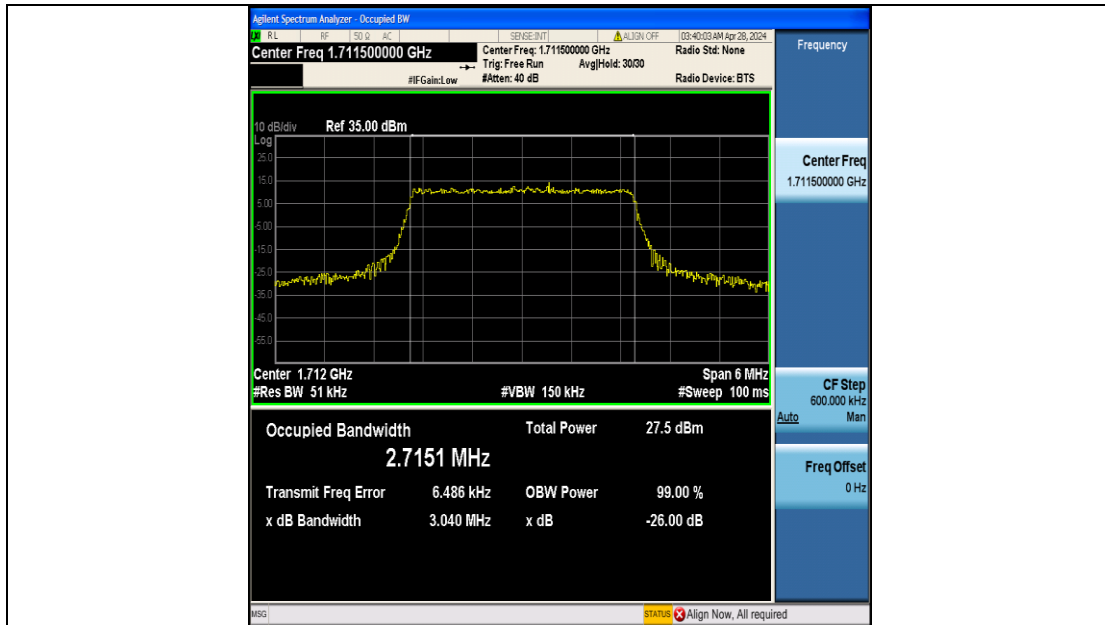 Agilent Spectrum Analyzer - Occupied BW
RL RF 50 Ω AC SENSE:INT ALIGN OFF 03:40:03 AM Apr 28, 2024
Center Freq 1.711500000 GHz
Center Freq: 1.711500000 GHz Radio Std: None
Trig: Free Run Avg|Hold: 30/30
#IFGain:Low #Atten: 40 dB Radio Device: BTS
10 dB/div Ref 35.00 dBm
Log
25.0
15.0
5.00
-5.00
-15.0
-25.0
-35.0
-45.0
-55.0
Center 1.712 GHz Span 6 MHz
#Res BW 51 kHz #VBW 150 kHz #Sweep 100 ms
Occupied Bandwidth Total Power 27.5 dBm
2.7151 MHz
Transmit Freq Error 6.486 kHz OBW Power 99.00 %
x dB Bandwidth 3.040 MHz x dB -26.00 dB
MSG STATUS Align Now, All required
Frequency
Center Freq
1.711500000 GHz
CF Step
600.000 kHz
Auto Man
Freq Offset
0 Hz